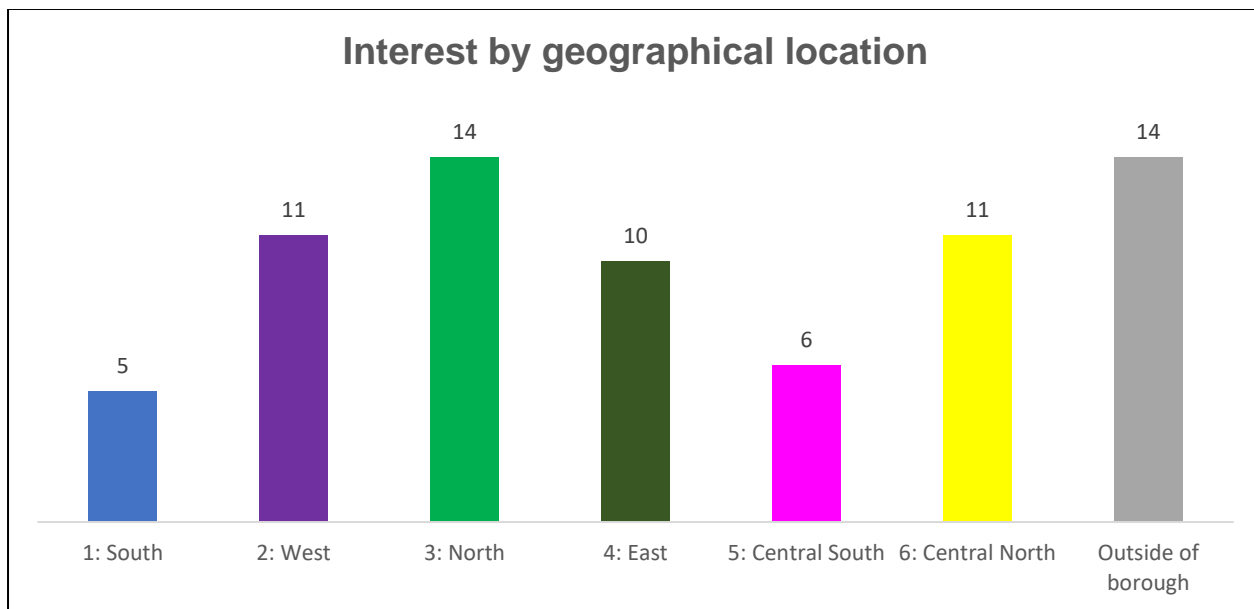 Interest by geographical location
14
14
11
11
10
6
5
1: South
2: West
3: North
4: East
5: Central South
6: Central North
Outside of
borough